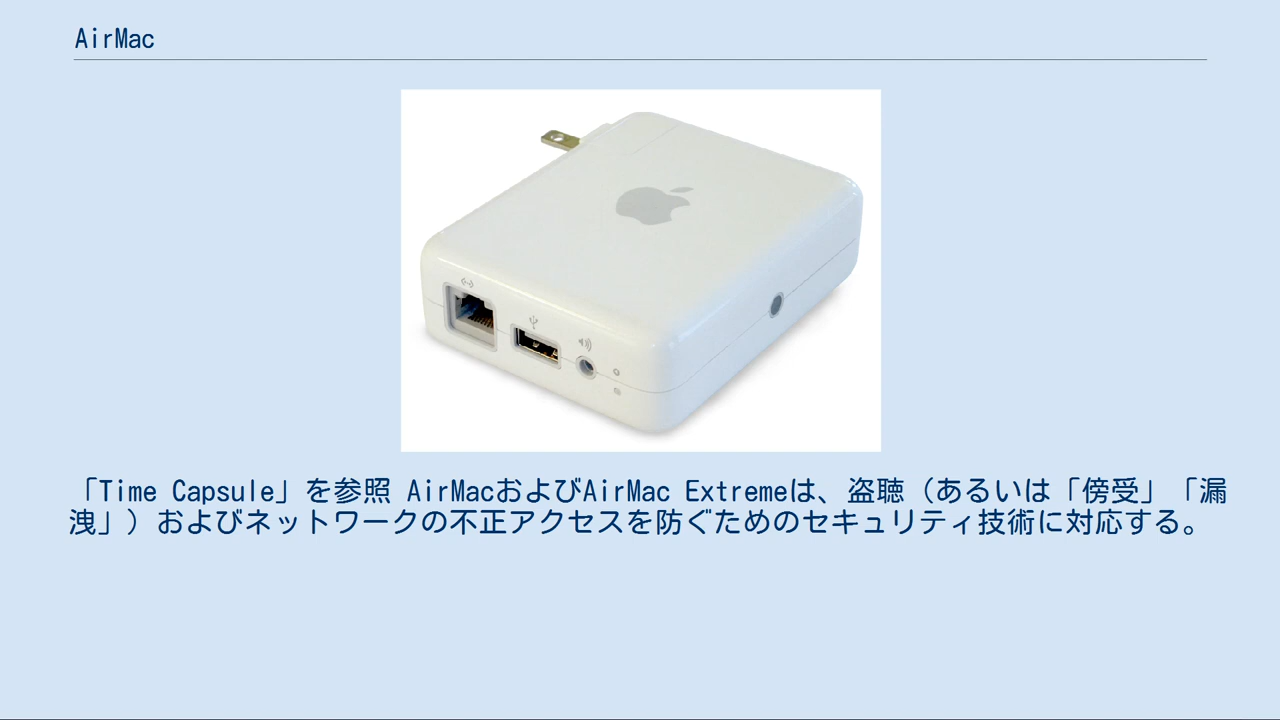 AirMac
「Time Capsule」を参照 AirMacおよびAirMac Extremeは、盗聴（あるいは「傍受」「漏
洩」）およびネットワークの不正アクセスを防ぐためのセキュリティ技術に対応する。